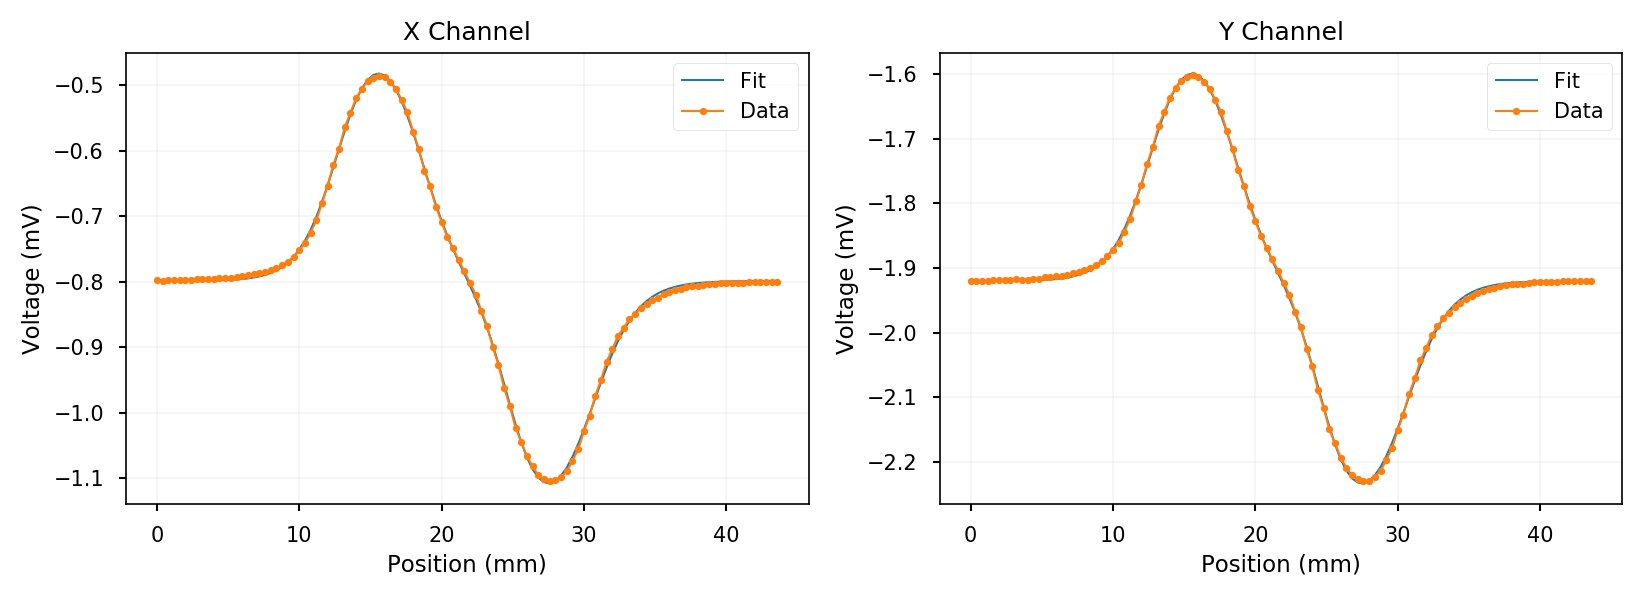 X Channel
Voltage (mV)
−0.5
−0.6
−0.7
−0.8
−0.9
−1.0
−1.1
Fit
Data
0
10
20
30
40
Position (mm)
Y Channel
Voltage (mV)
−1.6
−1.7
−1.8
−1.9
−2.0
−2.1
−2.2
Fit
Data
0
10
20
30
40
Position (mm)